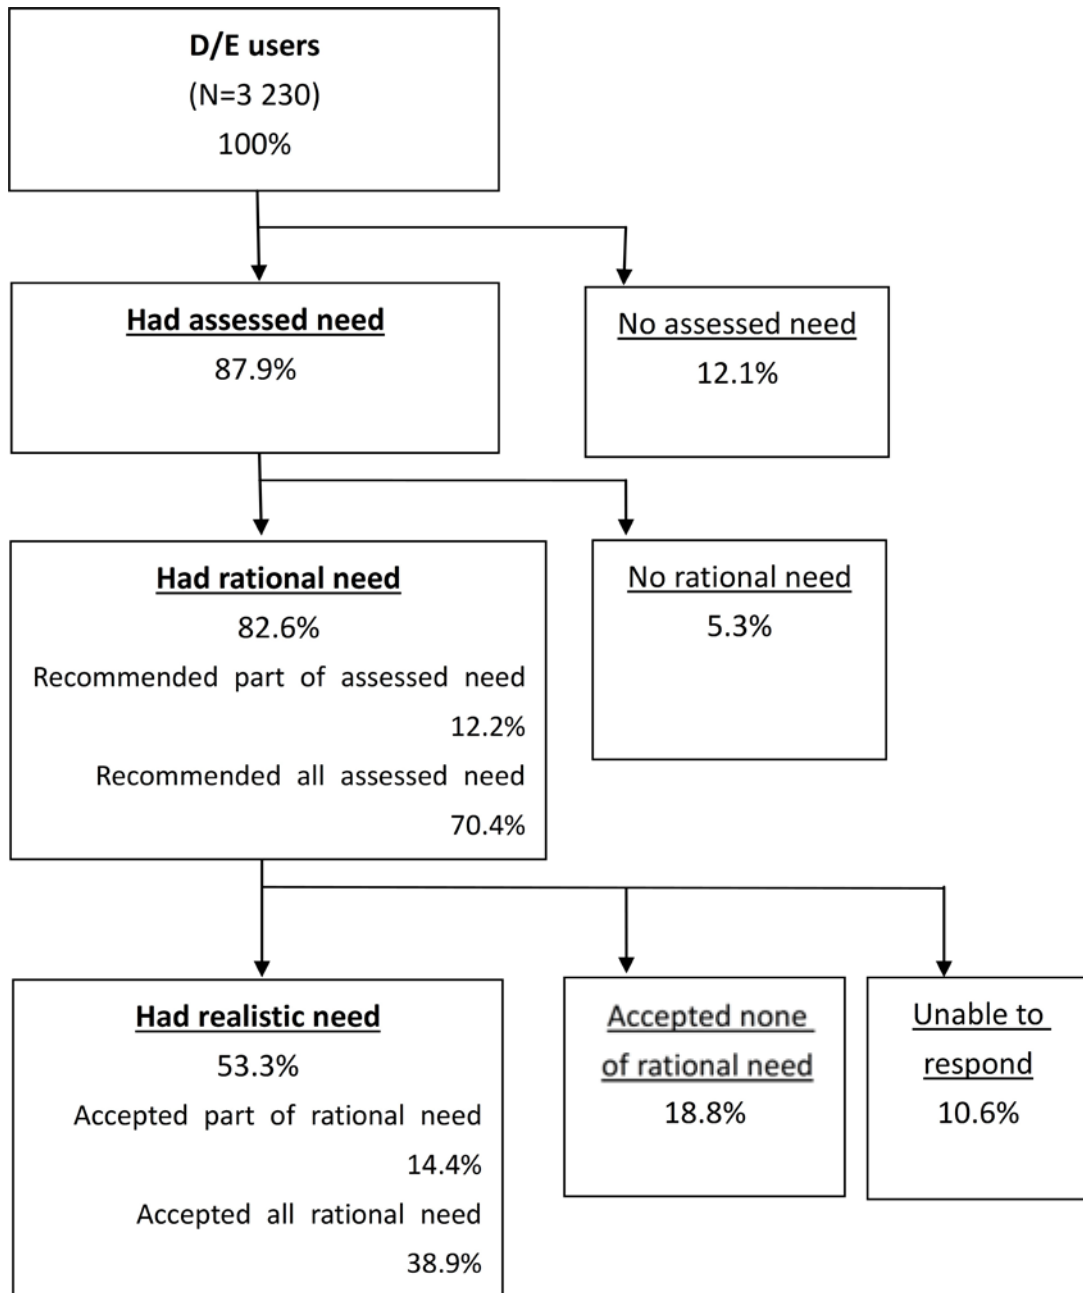 D/E users
(N=3 230)
100%
Had assessed need
87.9%
No assessed need
12.1%
Had rational need
82.6%
Recommended part of assessed need
12.2%
Recommended all assessed need
70.4%
No rational need
5.3%
Had realistic need
53.3%
Accepted part of rational need
14.4%
Accepted all rational need
38.9%
Accepted none
of rational need
18.8%
Unable to
respond
10.6%